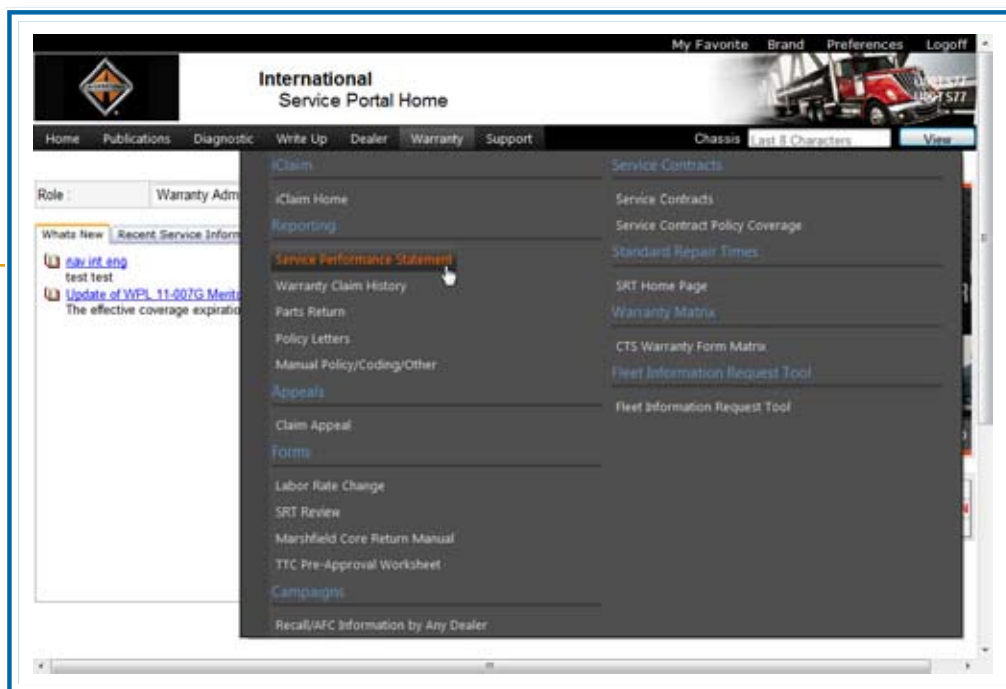 My Favorite Brand Preferences Logoff
International
Service Portal Home
Home Publications Diagnostic Write Up Dealer Warranty Support Chassis Last 8 Characters View
Role : Warranty Adm
Whats New Recent Service Inform
nav int eng
test test
Update of WPL 11-007G Merito
The effective coverage expiratio
iClaim
iClaim Home
Reporting
Service Performance Statement
Warranty Claim History
Parts Return
Policy Letters
Manual Policy/Coding/Other
Appeals
Claim Appeal
Forms
Labor Rate Change
SRT Review
Marshfield Core Return Manual
TTC Pre-Approval Worksheet
Campaigns
Recall/AFC Information by Any Dealer
Service Contracts
Service Contracts
Service Contract Policy Coverage
Standard Repair Times
SRT Home Page
Warranty Matrix
CTS Warranty Form Matrix
Fleet Information Request Tool
Fleet Information Request Tool